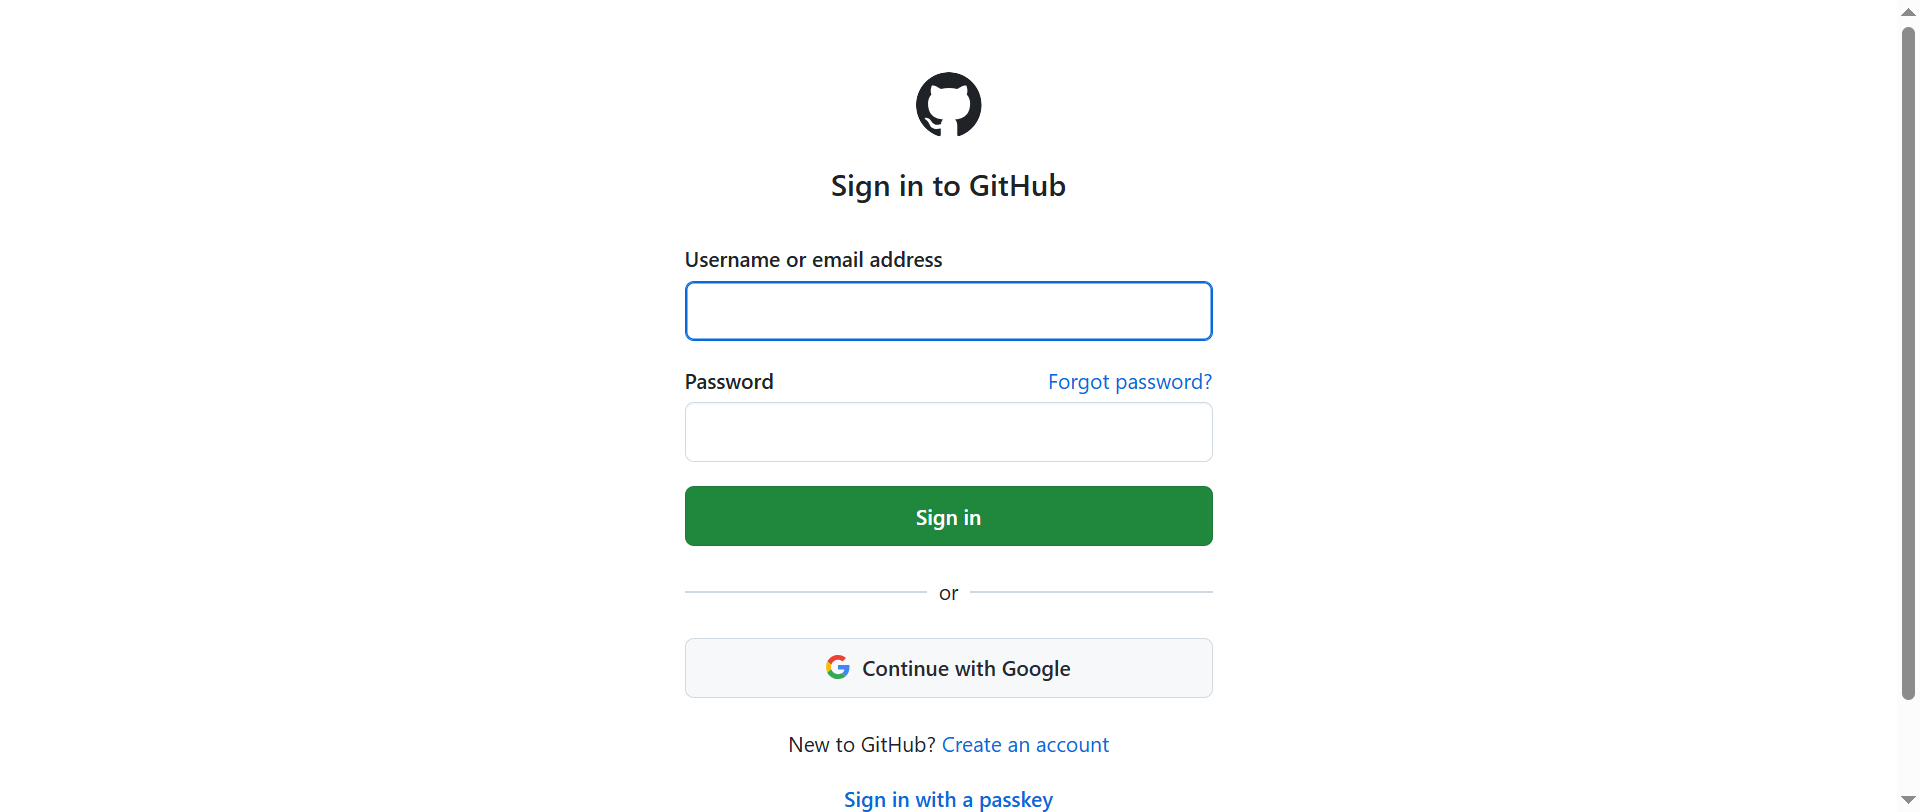 Sign in to GitHub
Username or email address
Password
Forgot password?
Sign in
or
Continue with Google
New to GitHub? Create an account
Sign in with a passkey